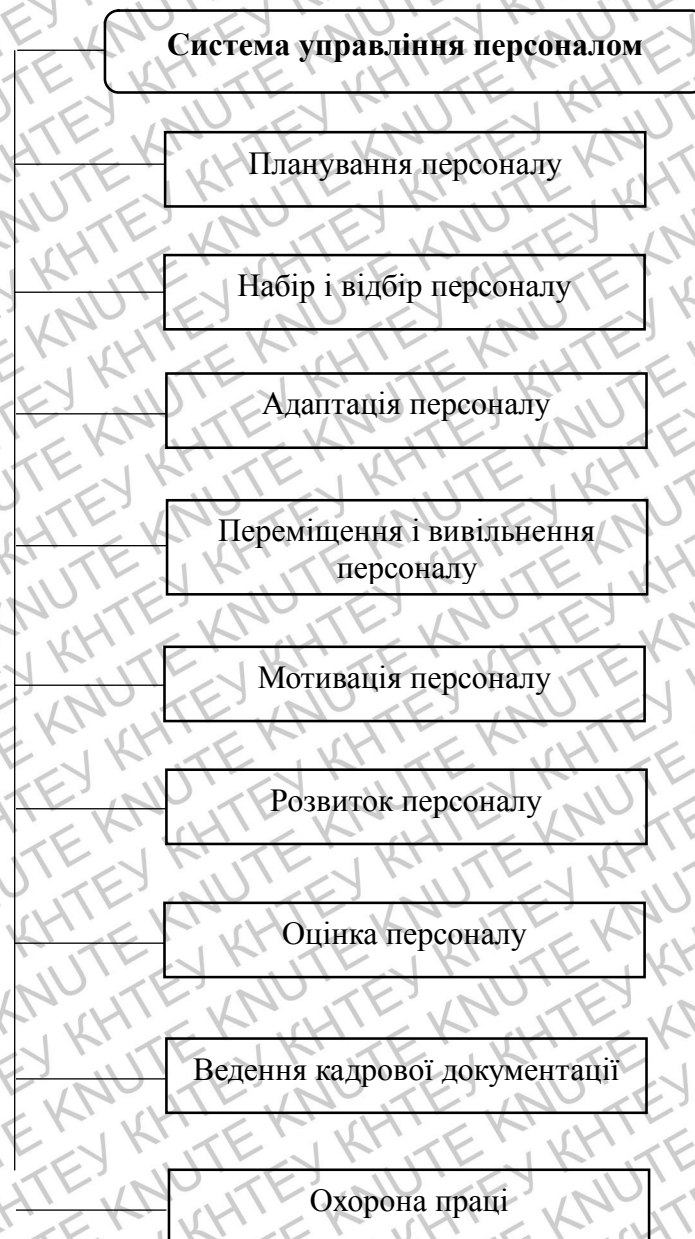 Система управління персоналом
Планування персоналу
Набір і відбір персоналу
Адаптація персоналу
Переміщення і вивільнення
персоналу
Мотивація персоналу
Розвиток персоналу
Оцінка персоналу
Ведення кадрової документації
Охорона праці